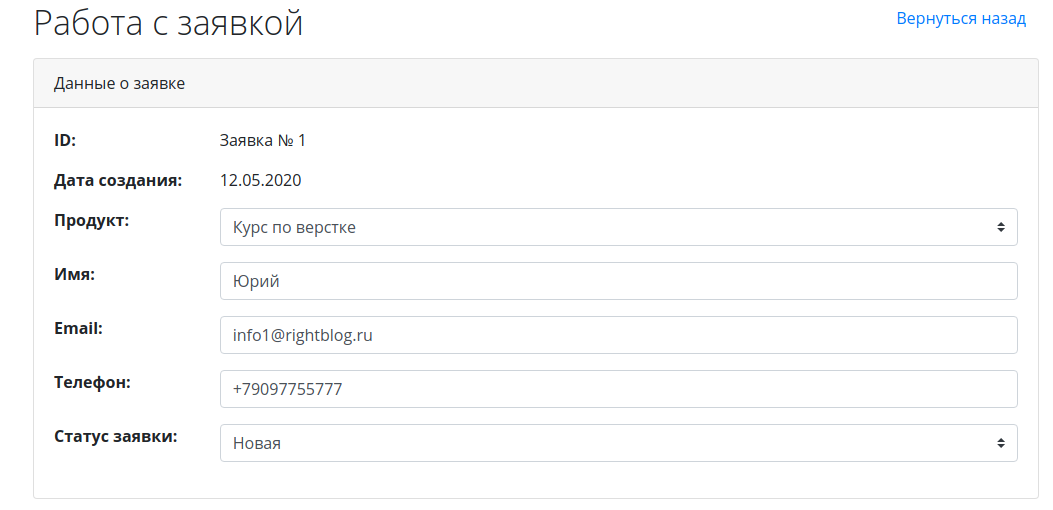 Работа с заявкой
Вернуться назад
Данные о заявке
ID: Заявка № 1
Дата создания: 12.05.2020
Продукт: Курс по верстке
Имя: Юрий
Email: info1@rightblog.ru
Телефон: +79097755777
Статус заявки: Новая